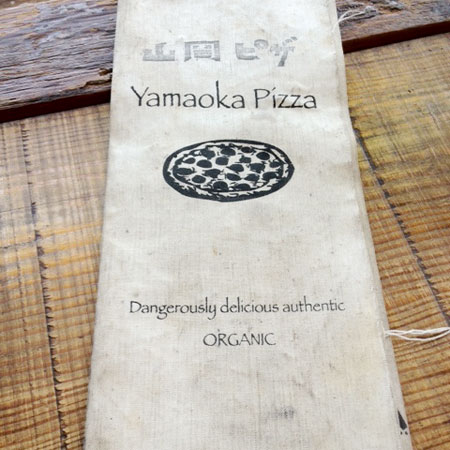 山岡ピザ
Yamaoka Pizza
Dangerously delicious authentic
ORGANIC